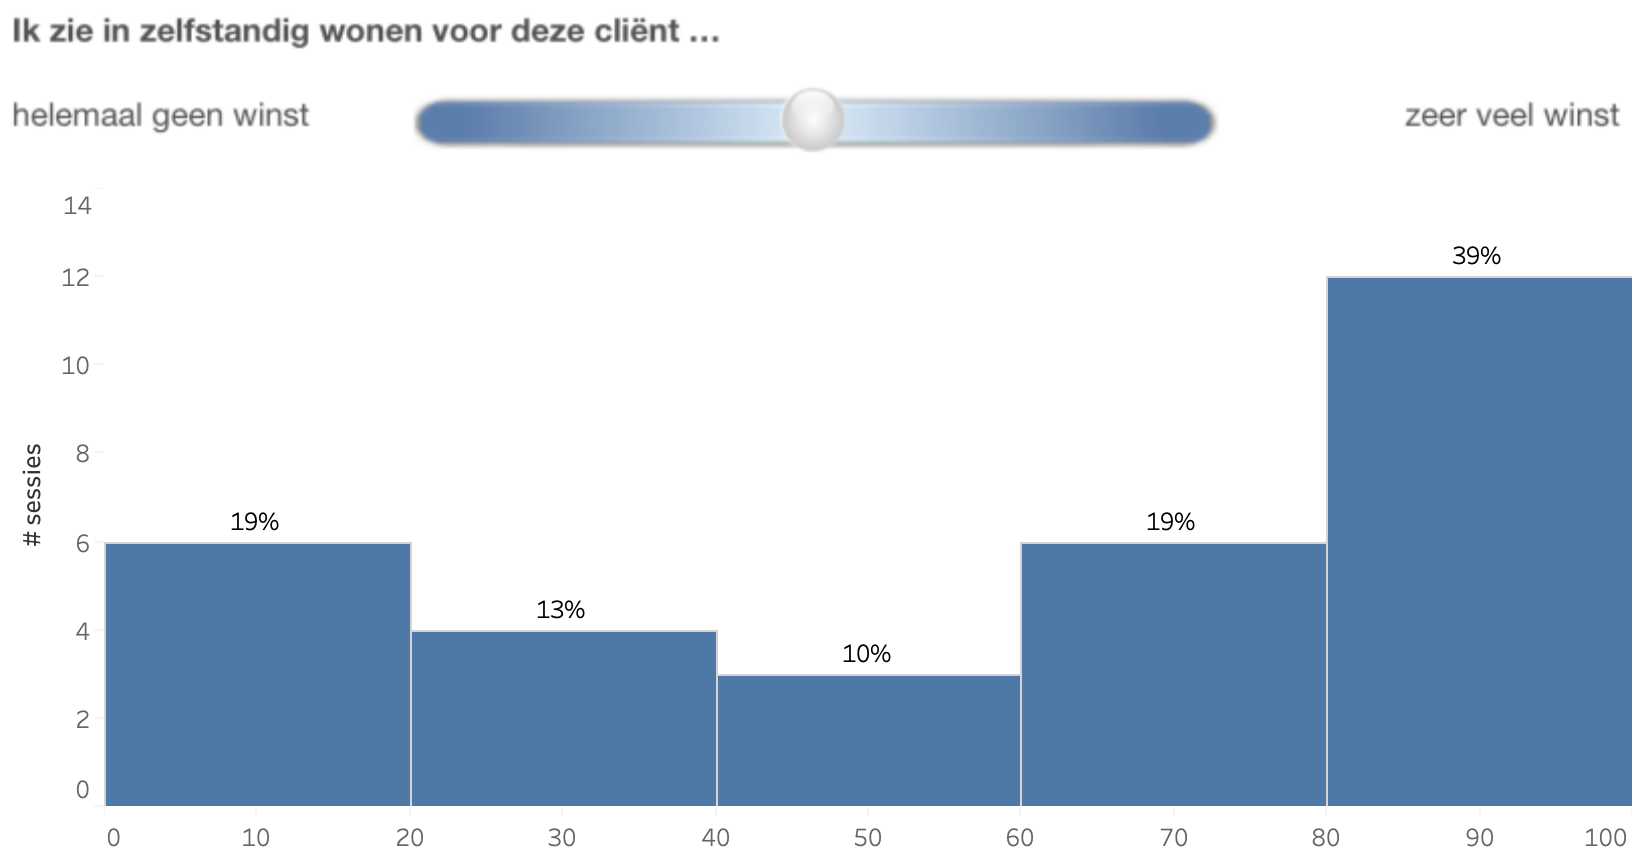 Ik zie in zelfstandig wonen voor deze cliënt ...
helemaal geen winst
zeer veel winst
14
12
10
8
6
4
2
0
# sessies
19%
13%
10%
19%
39%
0 10 20 30 40 50 60 70 80 90 100